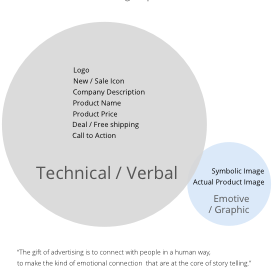 Logo
New / Sale Icon
Company Description
Product Name
Product Price
Deal / Free shipping
Call to Action
Technical / Verbal
Symbolic Image
Actual Product Image
Emotive
/ Graphic
"The gift of advertising is to connect with people in a human way,
to make the kind of emotional connection that are at the core of story telling."